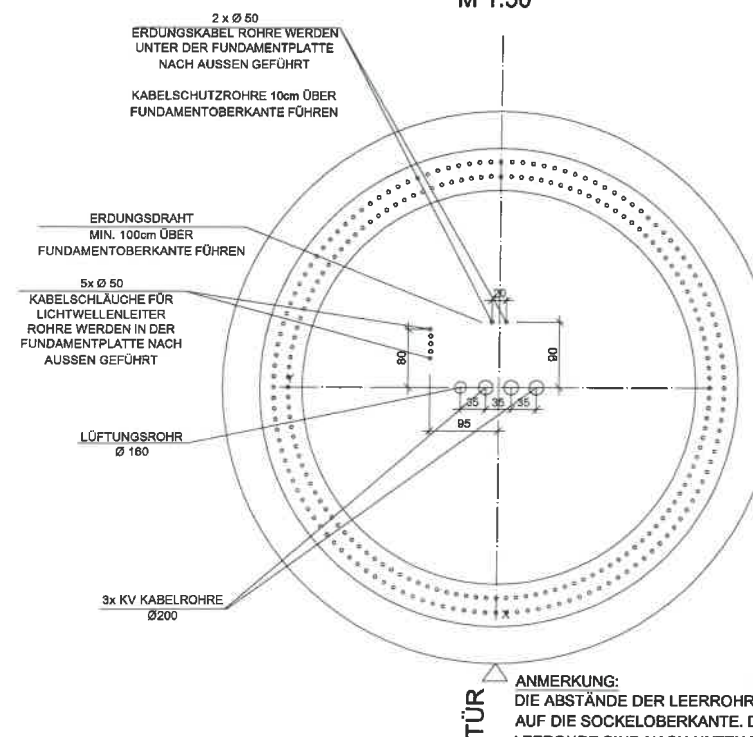 M 1:50
2 x Ø 50
ERDUNGSKABEL ROHRE WERDEN
UNTER DER FUNDAMENTPLATTE
NACH AUSSEN GEFÜHRT
KABELSCHUTZROHRE 10cm ÜBER
FUNDAMENTOBERKANTE FÜHREN
ERDUNGSDRAHT
MIN. 100cm ÜBER
FUNDAMENTOBERKANTE FÜHREN
5x Ø 50
KABELSCHLÄUCHE FÜR
LICHTWELLENLEITER
ROHRE WERDEN IN DER
FUNDAMENTPLATTE NACH
AUSSEN GEFÜHRT
20
80
90
35
35
35
95
LÜFTUNGSROHR
Ø 160
3x KV KABELROHRE
Ø200
X
TÜR
ANMERKUNG:
DIE ABSTÄNDE DER LEERROHR
AUF DIE SOCKELOBERKANTE. D